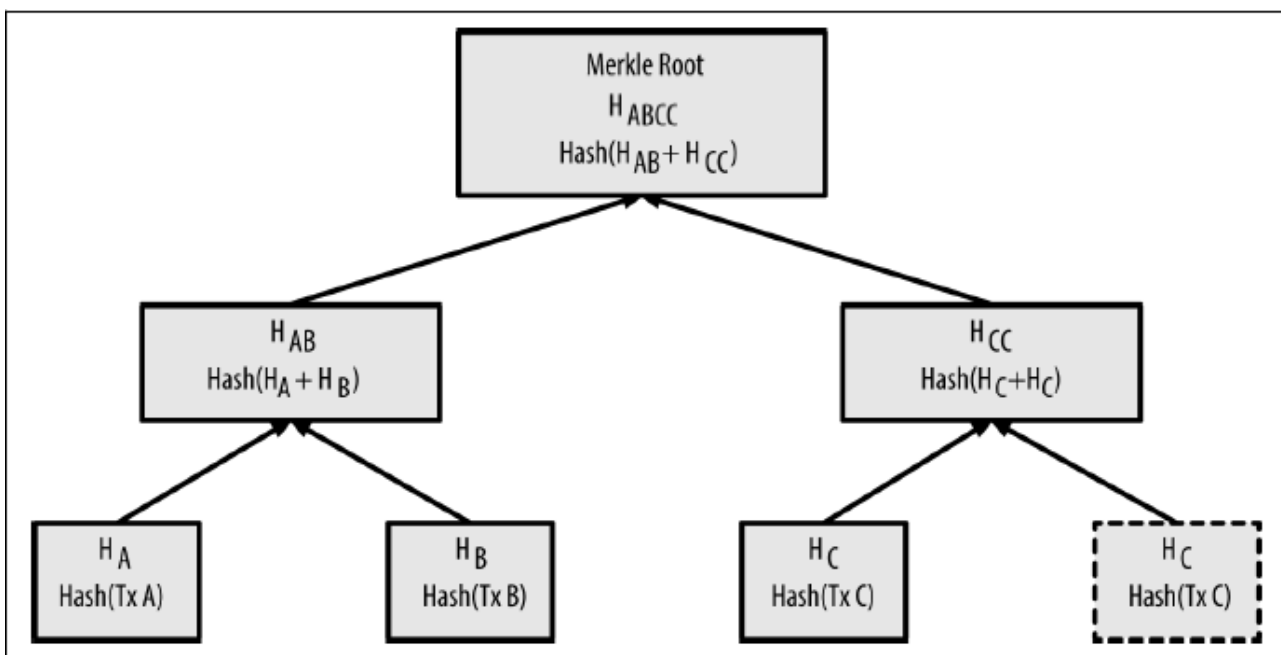 Merkle Root
H ABCC
Hash(H AB + H CC)
H AB
Hash(H A + H B)
H CC
Hash(H C+H C)
H A
Hash(Tx A)
H B
Hash(Tx B)
H C
Hash(Tx C)
H C
Hash(Tx C)